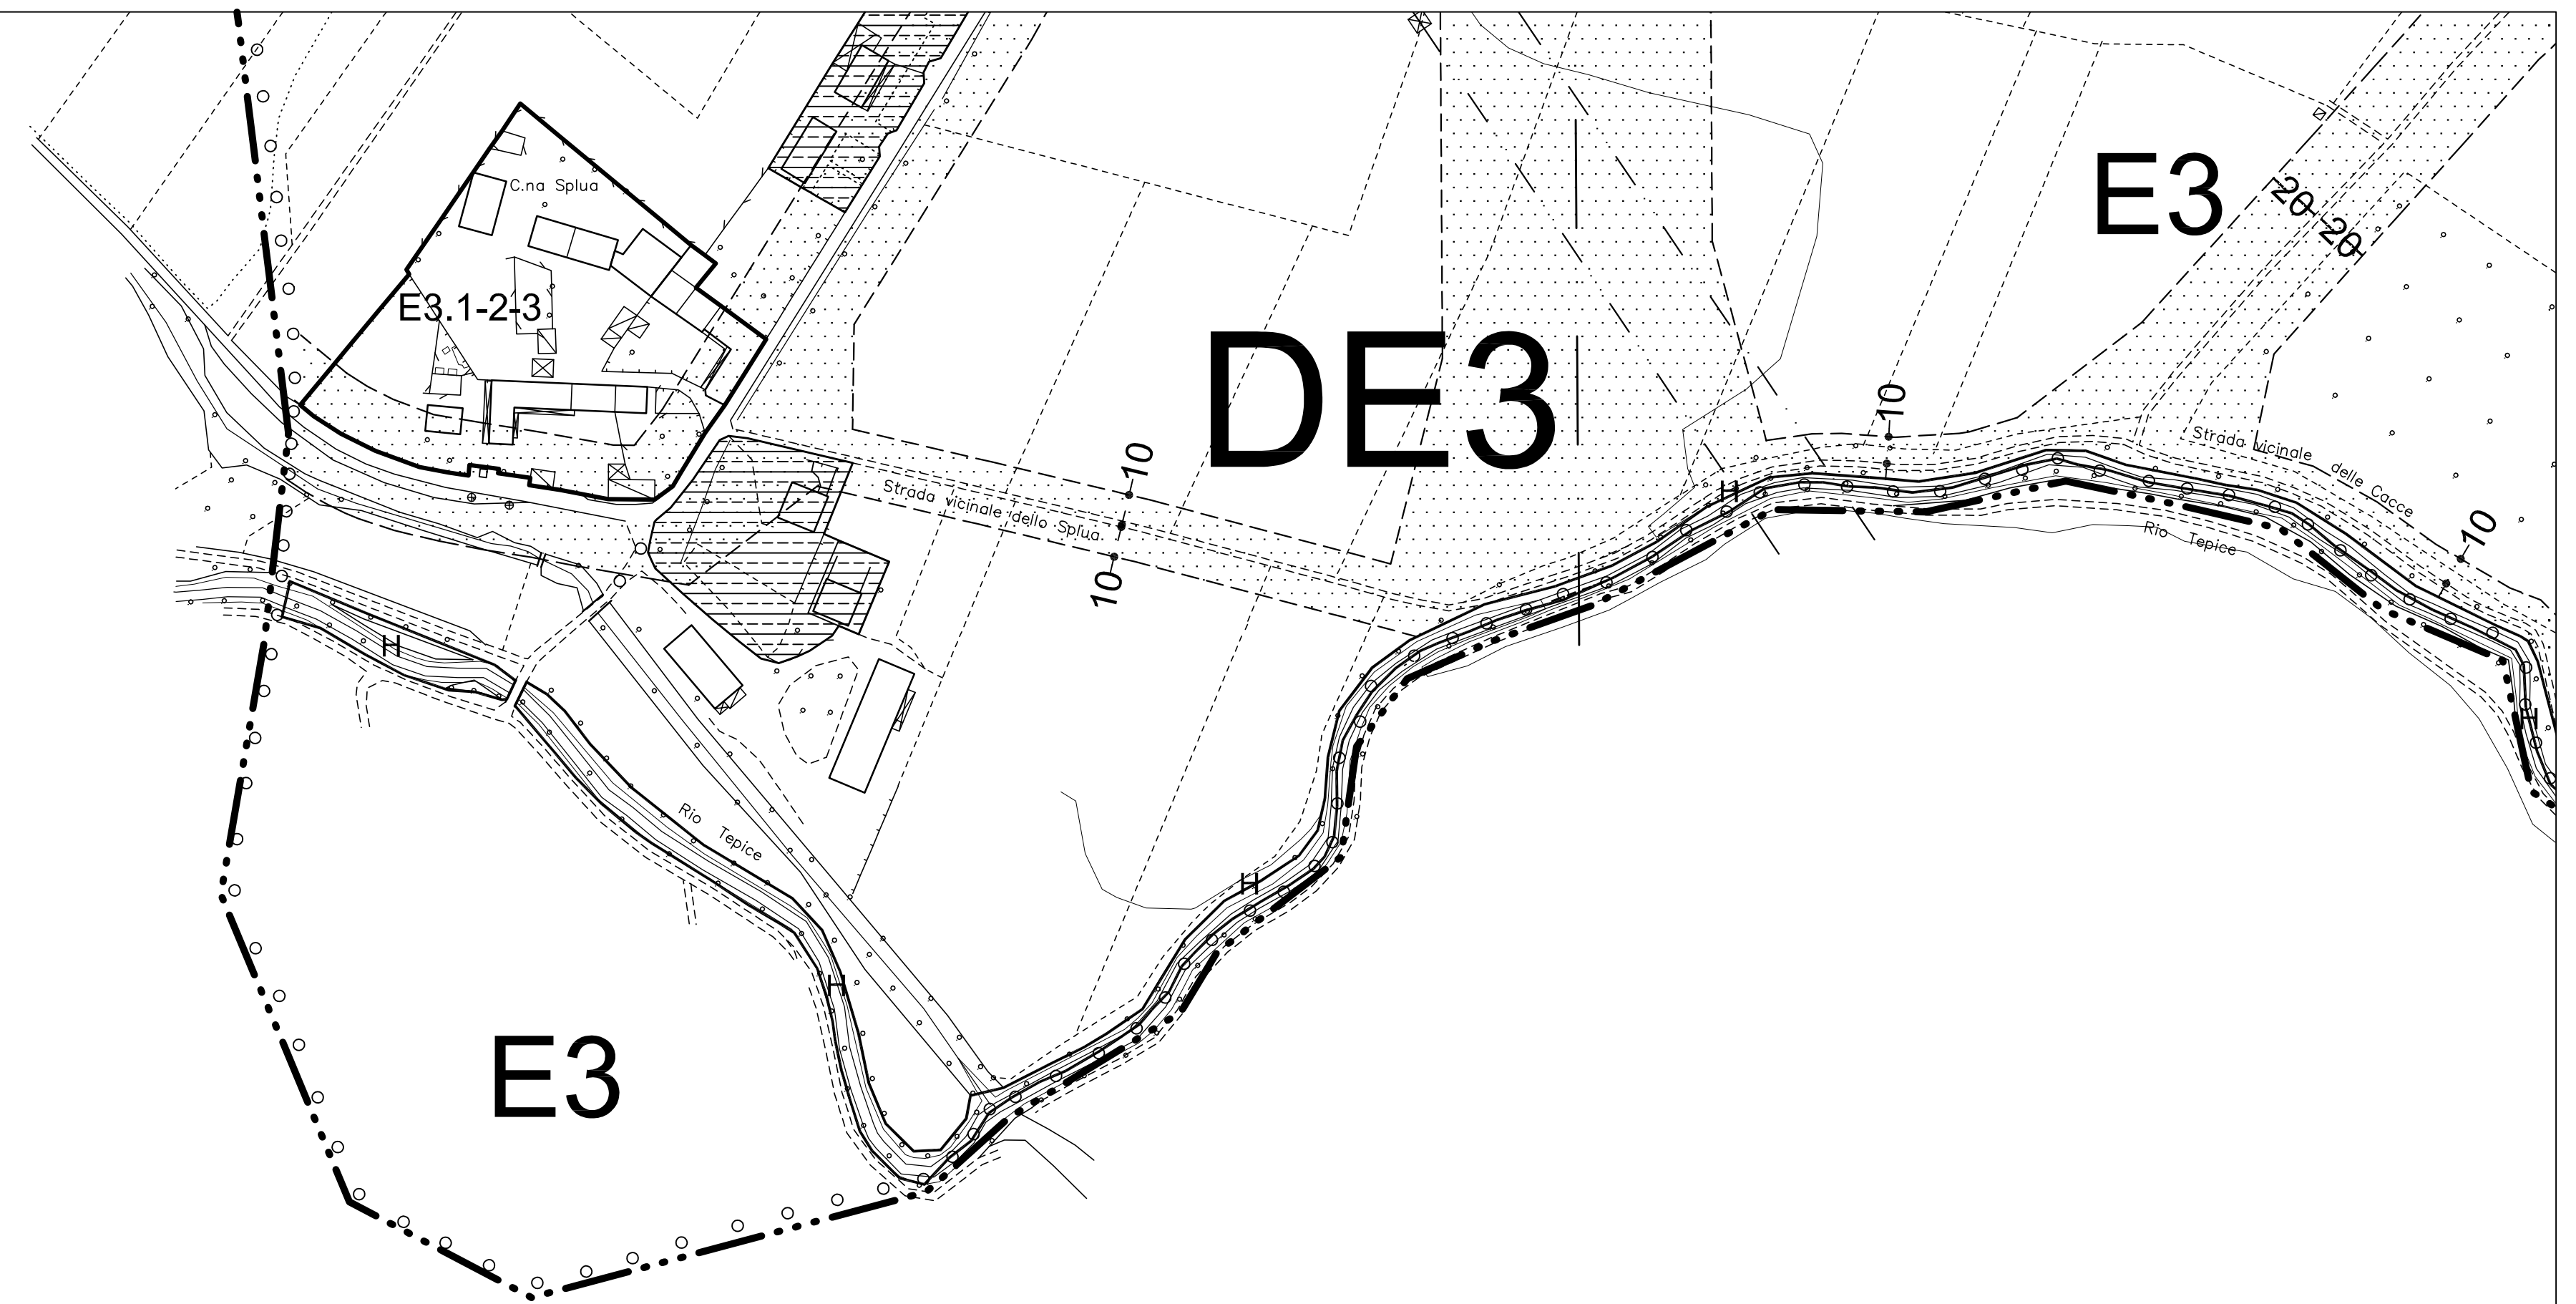 C.na Splua
E3
20 20
E3.1-2-3
DE3
10
10
Strada vicinale delle Cacce
10
Strada vicinale dello Splua
H
Rio Tepice
10
H
H
Rio Tepice
H
H
E3